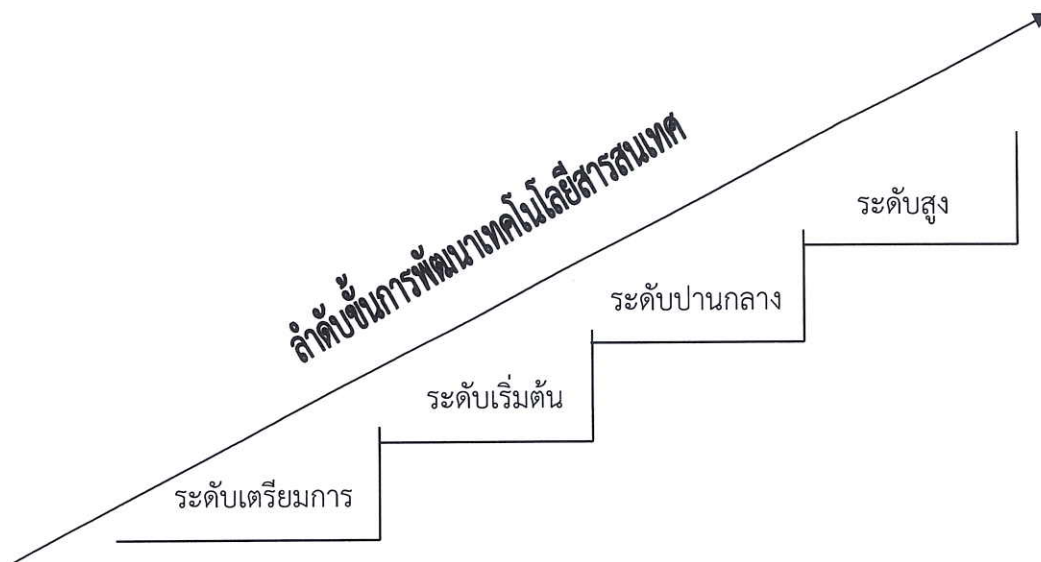 ลำดับขั้นการพัฒนาเทคโนโลยีสารสนเทศ
ระดับสูง
ระดับปานกลาง
ระดับเริ่มต้น
ระดับเตรียมการ